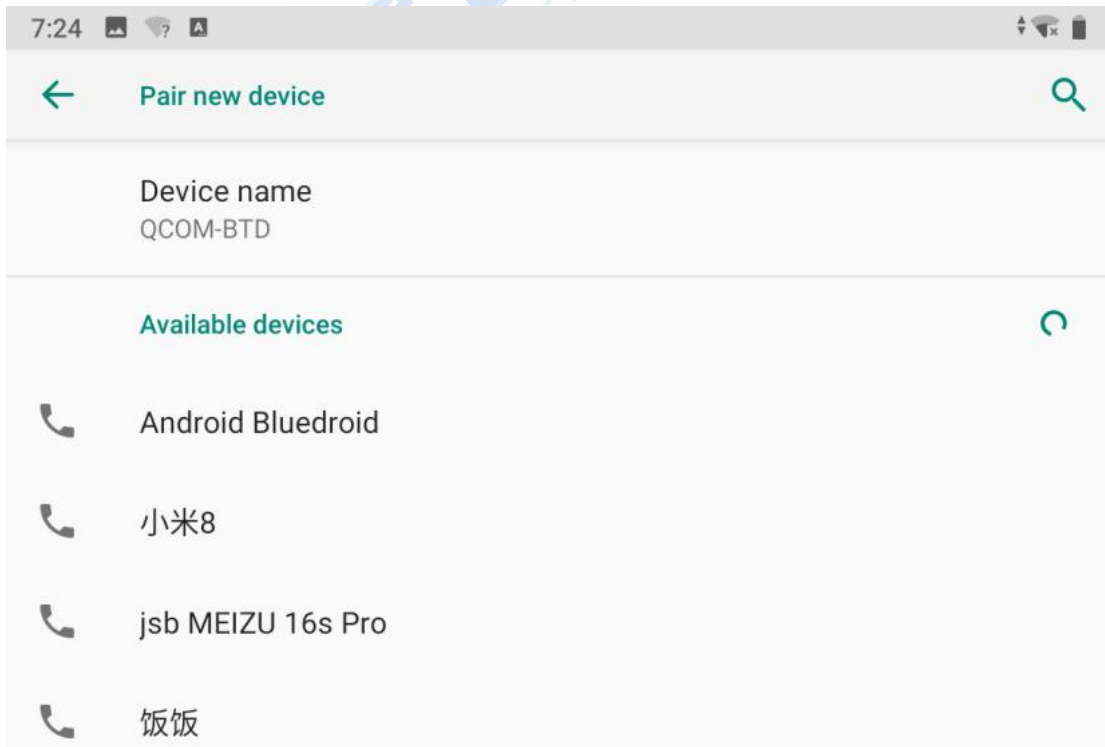 7:24
Pair new device
Device name
QCOM-BTD
Available devices
Android Bluedroid
小米8
jsb MEIZU 16s Pro
饭饭